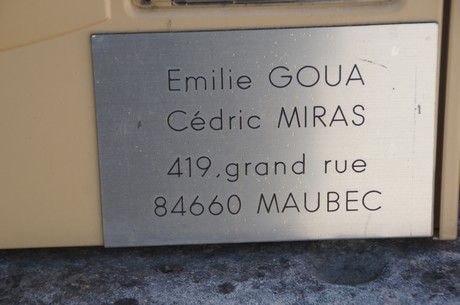 Emilie GOUA
Cédric MIRAS
419, grand rue
84660 MAUBEC